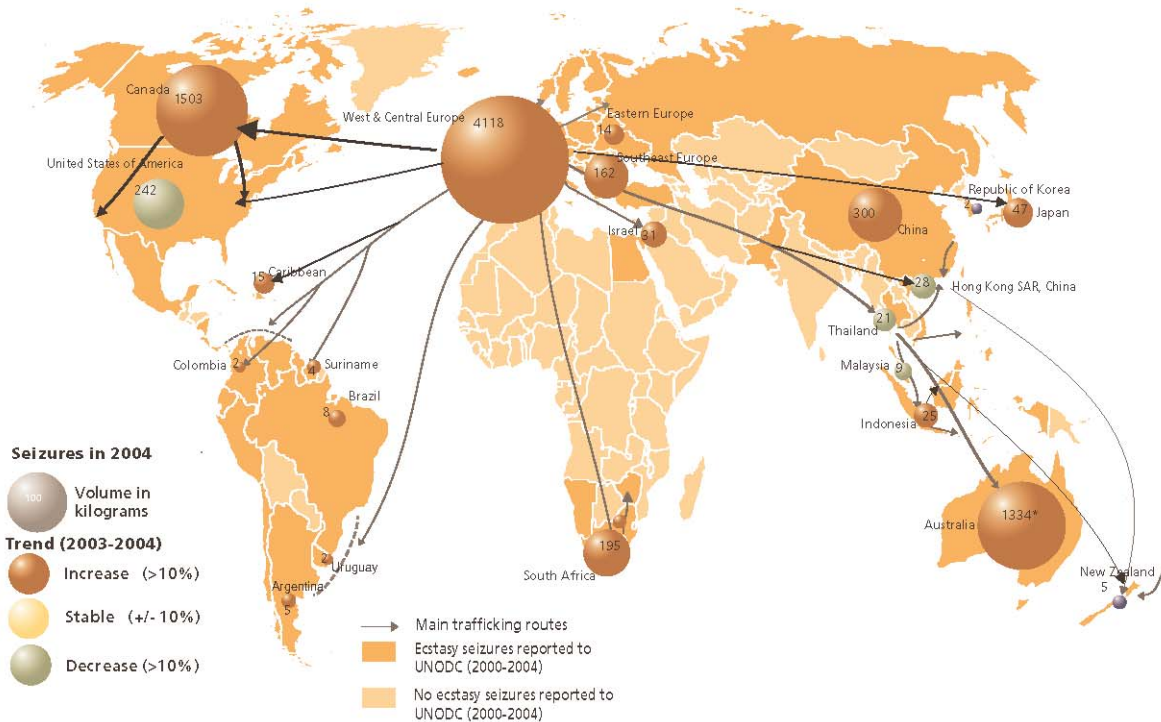 Canada
1503
West & Central Europe
4118
Eastern Europe
14
Southeast Europe
162
United States of America
242
Republic of Korea
47
Japan
300
China
Israel
31
15
Caribbean
28
Hong Kong SAR, China
21
Thailand
Colombia
2
4
Suriname
Malaysia
9
Brazil
8
Indonesia
25
Seizures in 2004
100
Volume in
kilograms
Trend (2003-2004)
Increase (>10%)
Stable (+/- 10%)
Decrease (>10%)
1334*
Australia
195
South Africa
2
Uruguay
Argentina
5
New Zealand
5
Main trafficking routes
Ecstasy seizures reported to
UNODC (2000-2004)
No ecstasy seizures reported to
UNODC (2000-2004)